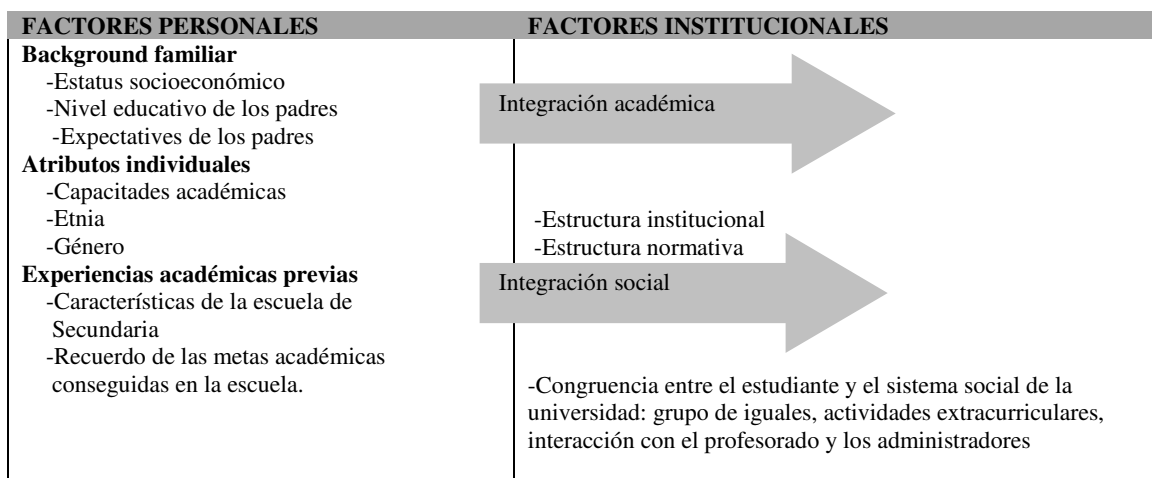 FACTORES PERSONALES
Background familiar
-Estatus socioeconómico
-Nivel educativo de los padres
-Expectatives de los padres
Atributos individuales
-Capacitades académicas
-Etnia
-Género
Experiencias académicas previas
-Características de la escuela de
Secundaria
-Recuerdo de las metas académicas
conseguidas en la escuela.
FACTORES INSTITUCIONALES
Integración académica
-Estructura institucional
-Estructura normativa
Integración social
-Congruencia entre el estudiante y el sistema social de la
universidad: grupo de iguales, actividades extracurriculares,
interacción con el profesorado y los administradores